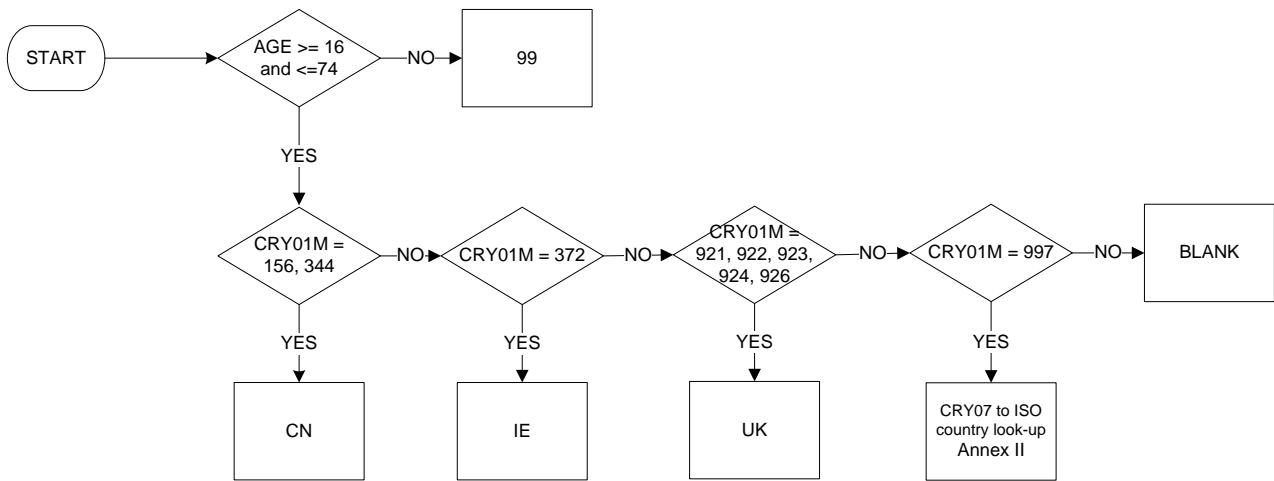 START
AGE >= 16
and <=74
NO
99
YES
CRY01M =
156, 344
NO
CRY01M = 372
NO
CRY01M =
921, 922, 923,
924, 926
NO
CRY01M = 997
NO
BLANK
YES
YES
YES
YES
CN
IE
UK
CRY07 to ISO
country look-up
Annex II